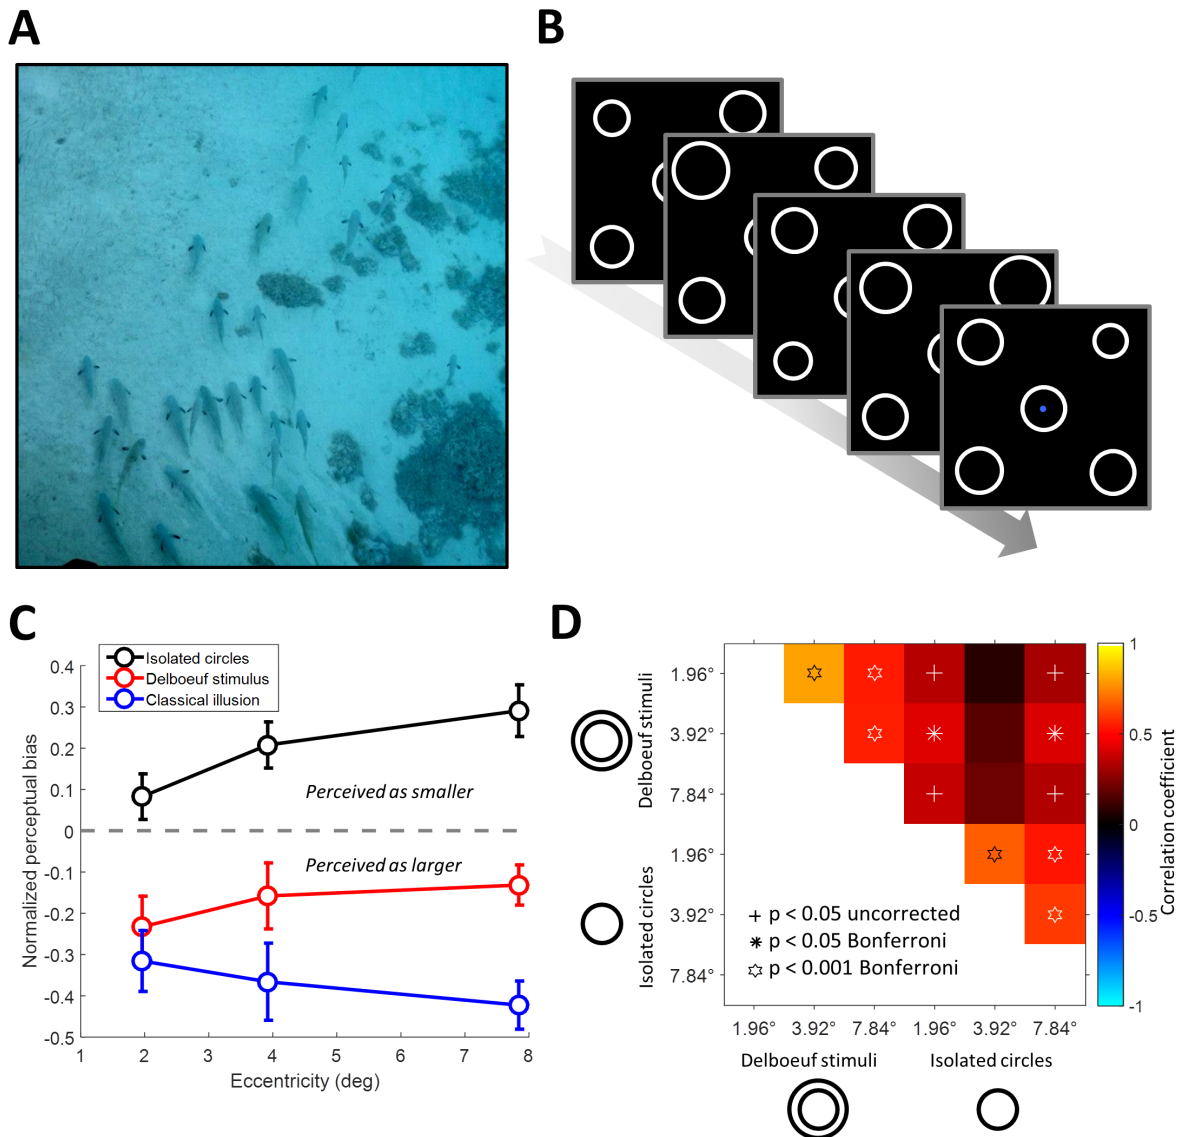 A
B
C
Isolated circles
Delboeuf stimulus
Classical illusion
0.4
0.3
0.2
0.1
0
-0.1
-0.2
-0.3
-0.4
-0.5
Normalized perceptual bias
Perceived as smaller
Perceived as larger
1 2 3 4 5 6 7 8
Eccentricity (deg)
D
Delboeuf stimuli
Isolated circles
1.96°
3.92°
7.84°
1.96°
3.92°
7.84°
+ p < 0.05 uncorrected
✳ p < 0.05 Bonferroni
✡ p < 0.001 Bonferroni
1.96° 3.92° 7.84° 1.96° 3.92° 7.84°
Delboeuf stimuli Isolated circles
1
0.5
0
-0.5
-1
Correlation coefficient